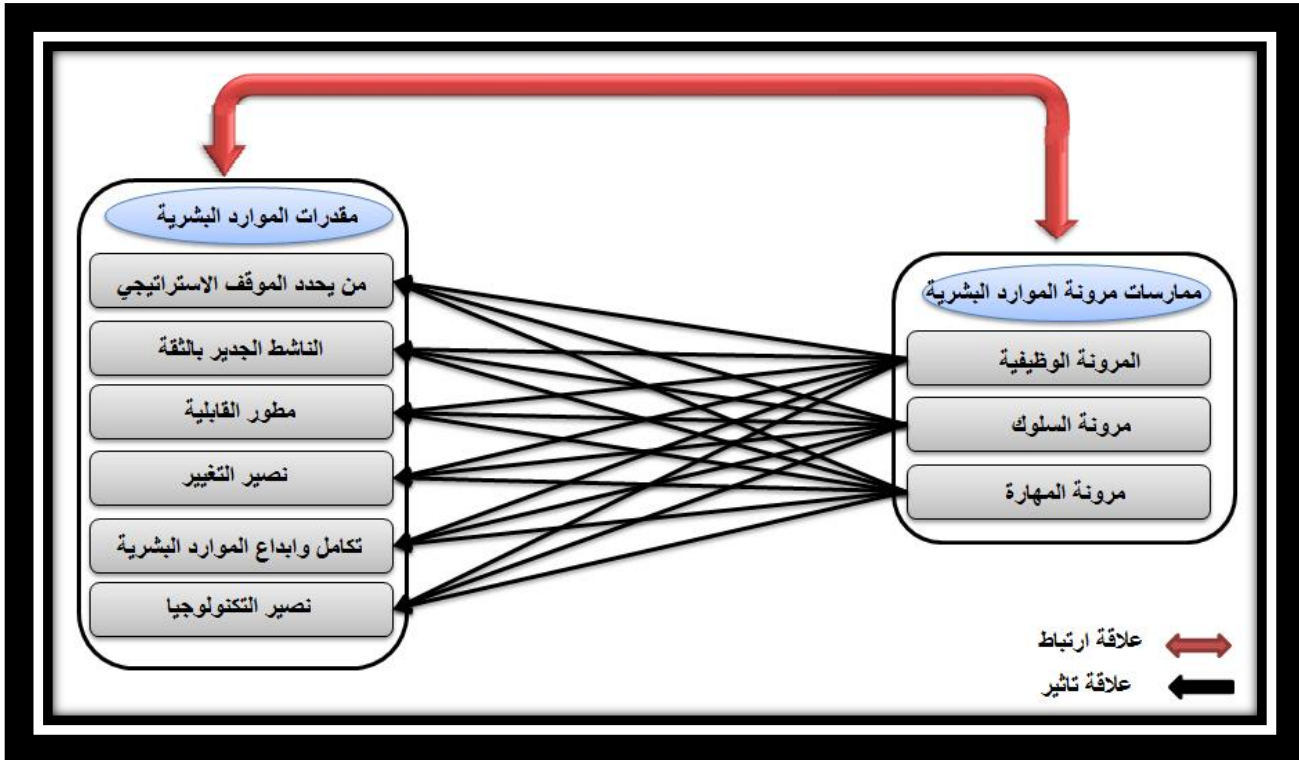 ممارسات مرونة الموارد البشرية
المرونة الوظيفية
مرونة السلوك
مرونة المهارة
مقدرات الموارد البشرية
من يحدد الموقف الاستراتيجي
الناشط الجدير بالثقة
مطور القابلية
نصير التغيير
تكامل وابداع الموارد البشرية
نصير التكنولوجيا
علاقة ارتباط
علاقة تاثير